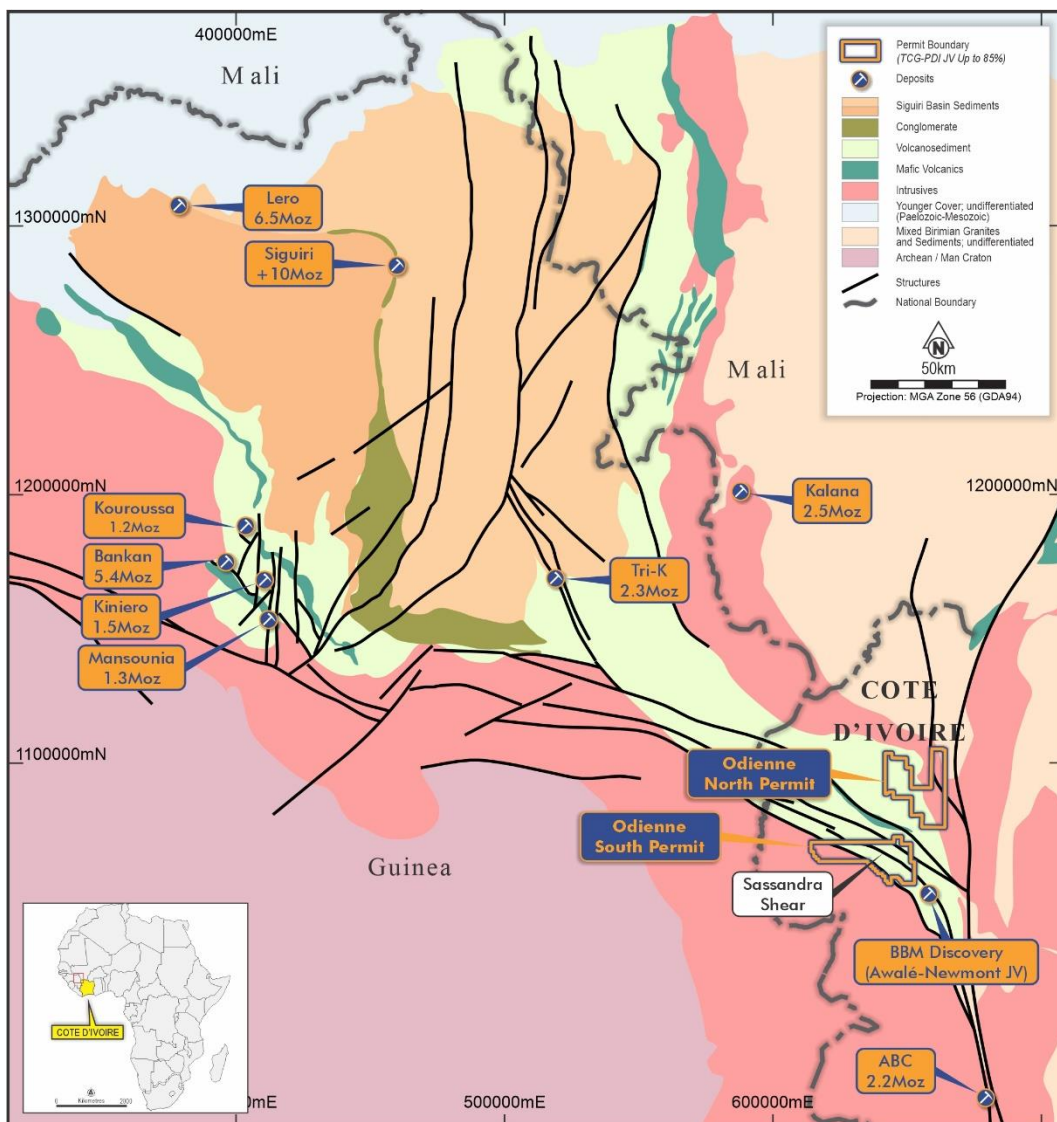 400000mE
Mali
Permit Boundary
(TCG-PDI JV Up to 85%)
Deposits
Siguiri Basin Sediments
Conglomerate
Volcanosediment
Mafic Volcanics
Intrusives
Younger Cover; undifferentiated
(Paelozoic-Mesozoic)
Mixed Birimian Granites
and Sediments; undifferentiated
Archean / Man Craton
Structures
National Boundary
N
50km
Projection: MGA Zone 56 (GDA94)
1300000mN
Lero
6.5Moz
Siguiri
+10Moz
Mali
1200000mN
1200000mN
Kalana
2.5Moz
Kouroussa
1.2Moz
Bankan
5.4Moz
Kiniero
1.5Moz
Mansounia
1.3Moz
Tri-K
2.3Moz
COTE
D'IVOIRE
1100000mN
Odienne
North Permit
Odienne
South Permit
Guinea
Sassandra
Shear
BBM Discovery
(Awalé-Newmont JV)
ABC
2.2Moz
COTE D'IVOIRE
N
0 Kilometres 2000
mE
500000mE
600000mE